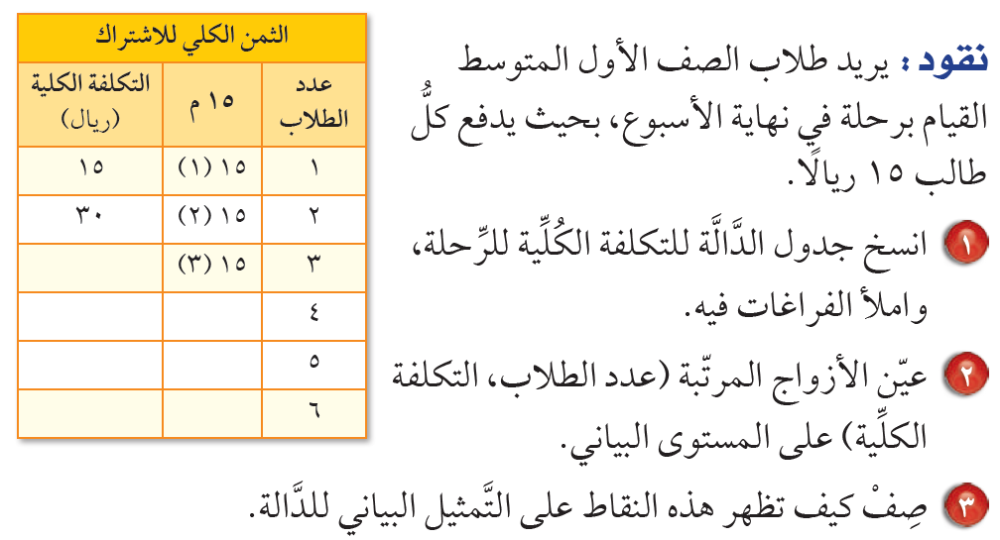 نقود : يريد طلاب الصف الأول المتوسط
القيام برحلة في نهاية الأسبوع، بحيث يدفع كلُّ
طالب ١٥ ريالًا.
١ انسخ جدول الدَّالَّة للتكلفة الكُلِّية للرِّحلة،
واملأ الفراغات فيه.
٢ عيّن الأزواج المرتّبة (عدد الطلاب، التكلفة
الكلِّية) على المستوى البياني.
٣ صِفْ كيف تظهر هذه النقاط على التَّمثيل البياني للدَّالة.
الثمن الكلي للاشتراك
عدد الطلاب ١٥ م التكلفة الكلية (ريال)
١ ١٥ (١) ١٥
٢ ١٥ (٢) ٣٠
٣ ١٥ (٣)
٤
٥
٦